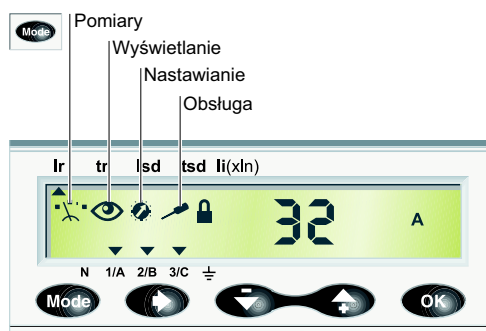 Mode
Pomiary
Wyświetlanie
Nastawianie
Obsługa
Ir tr Isd tsd Ii(xIn)
32 A
N 1/A 2/B 3/C
Mode OK